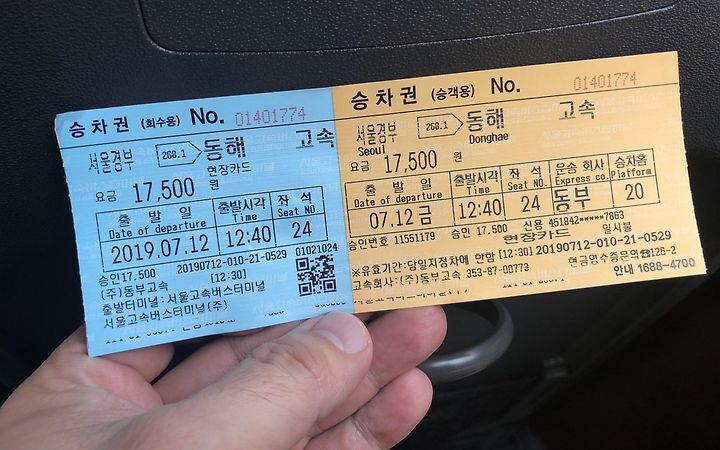 승차권 (회수용) No. 01401774
서울경부 268.1 동해 고속
현장카드
요금 17,500 원
출발일 출발시각 좌석
Date of departure Time Seat NO.
2019.07.12 12:40 24
승인17,500 20190712-010-21-0529 01021024
(주)동부고속 [12:30]
출발터미널:서울고속버스터미널
서울고속버스터미널(주)
승차권 (승객용) No. 01401774
서울경부 268.1 동해 고속
Seoul Donghae
요금 17,500 원
출발일 출발시각 좌석 운송회사 승차홈
Date of departure Time Seat NO. Express co. Platform
07.12 금 12:40 24 동부 20
승인번호 11551179 승인 17,500 신용 451842*****7863
현장카드 일시불
※유효기간:당일지정차에 만함 [12:30] 20190712-010-21-0529
고속회사:(주)동부고속 353-87-00773 현금영수증문의☎126-2
안내 1688-4700